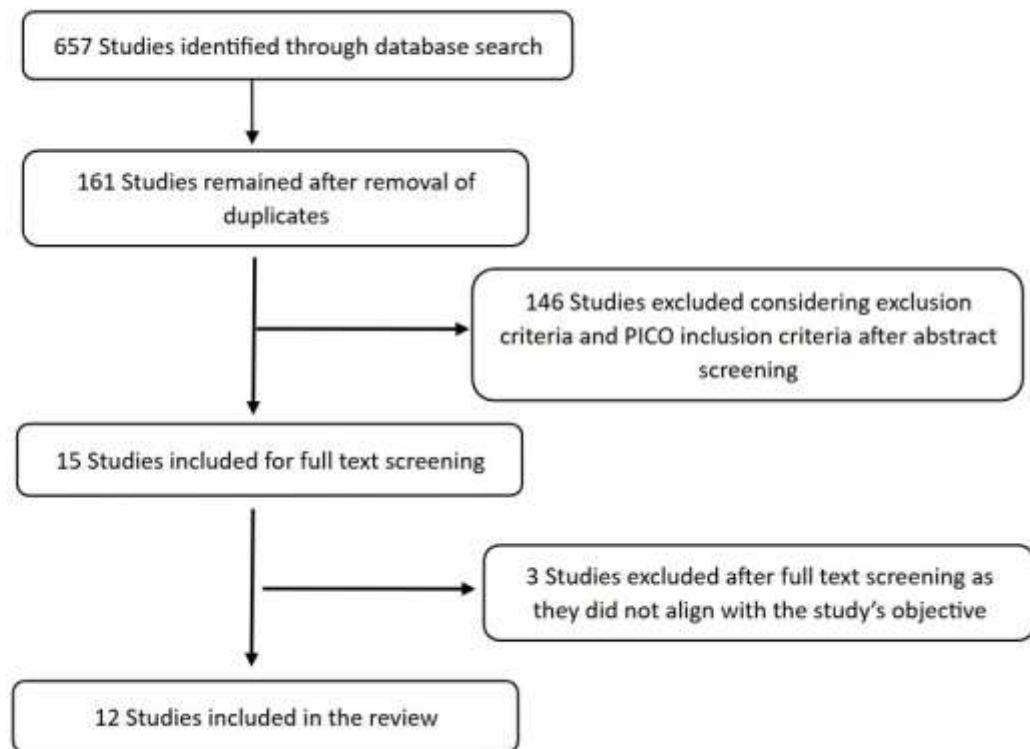 657 Studies identified through database search
161 Studies remained after removal of
duplicates
146 Studies excluded considering exclusion
criteria and PICO inclusion criteria after abstract
screening
15 Studies included for full text screening
3 Studies excluded after full text screening as
they did not align with the study's objective
12 Studies included in the review